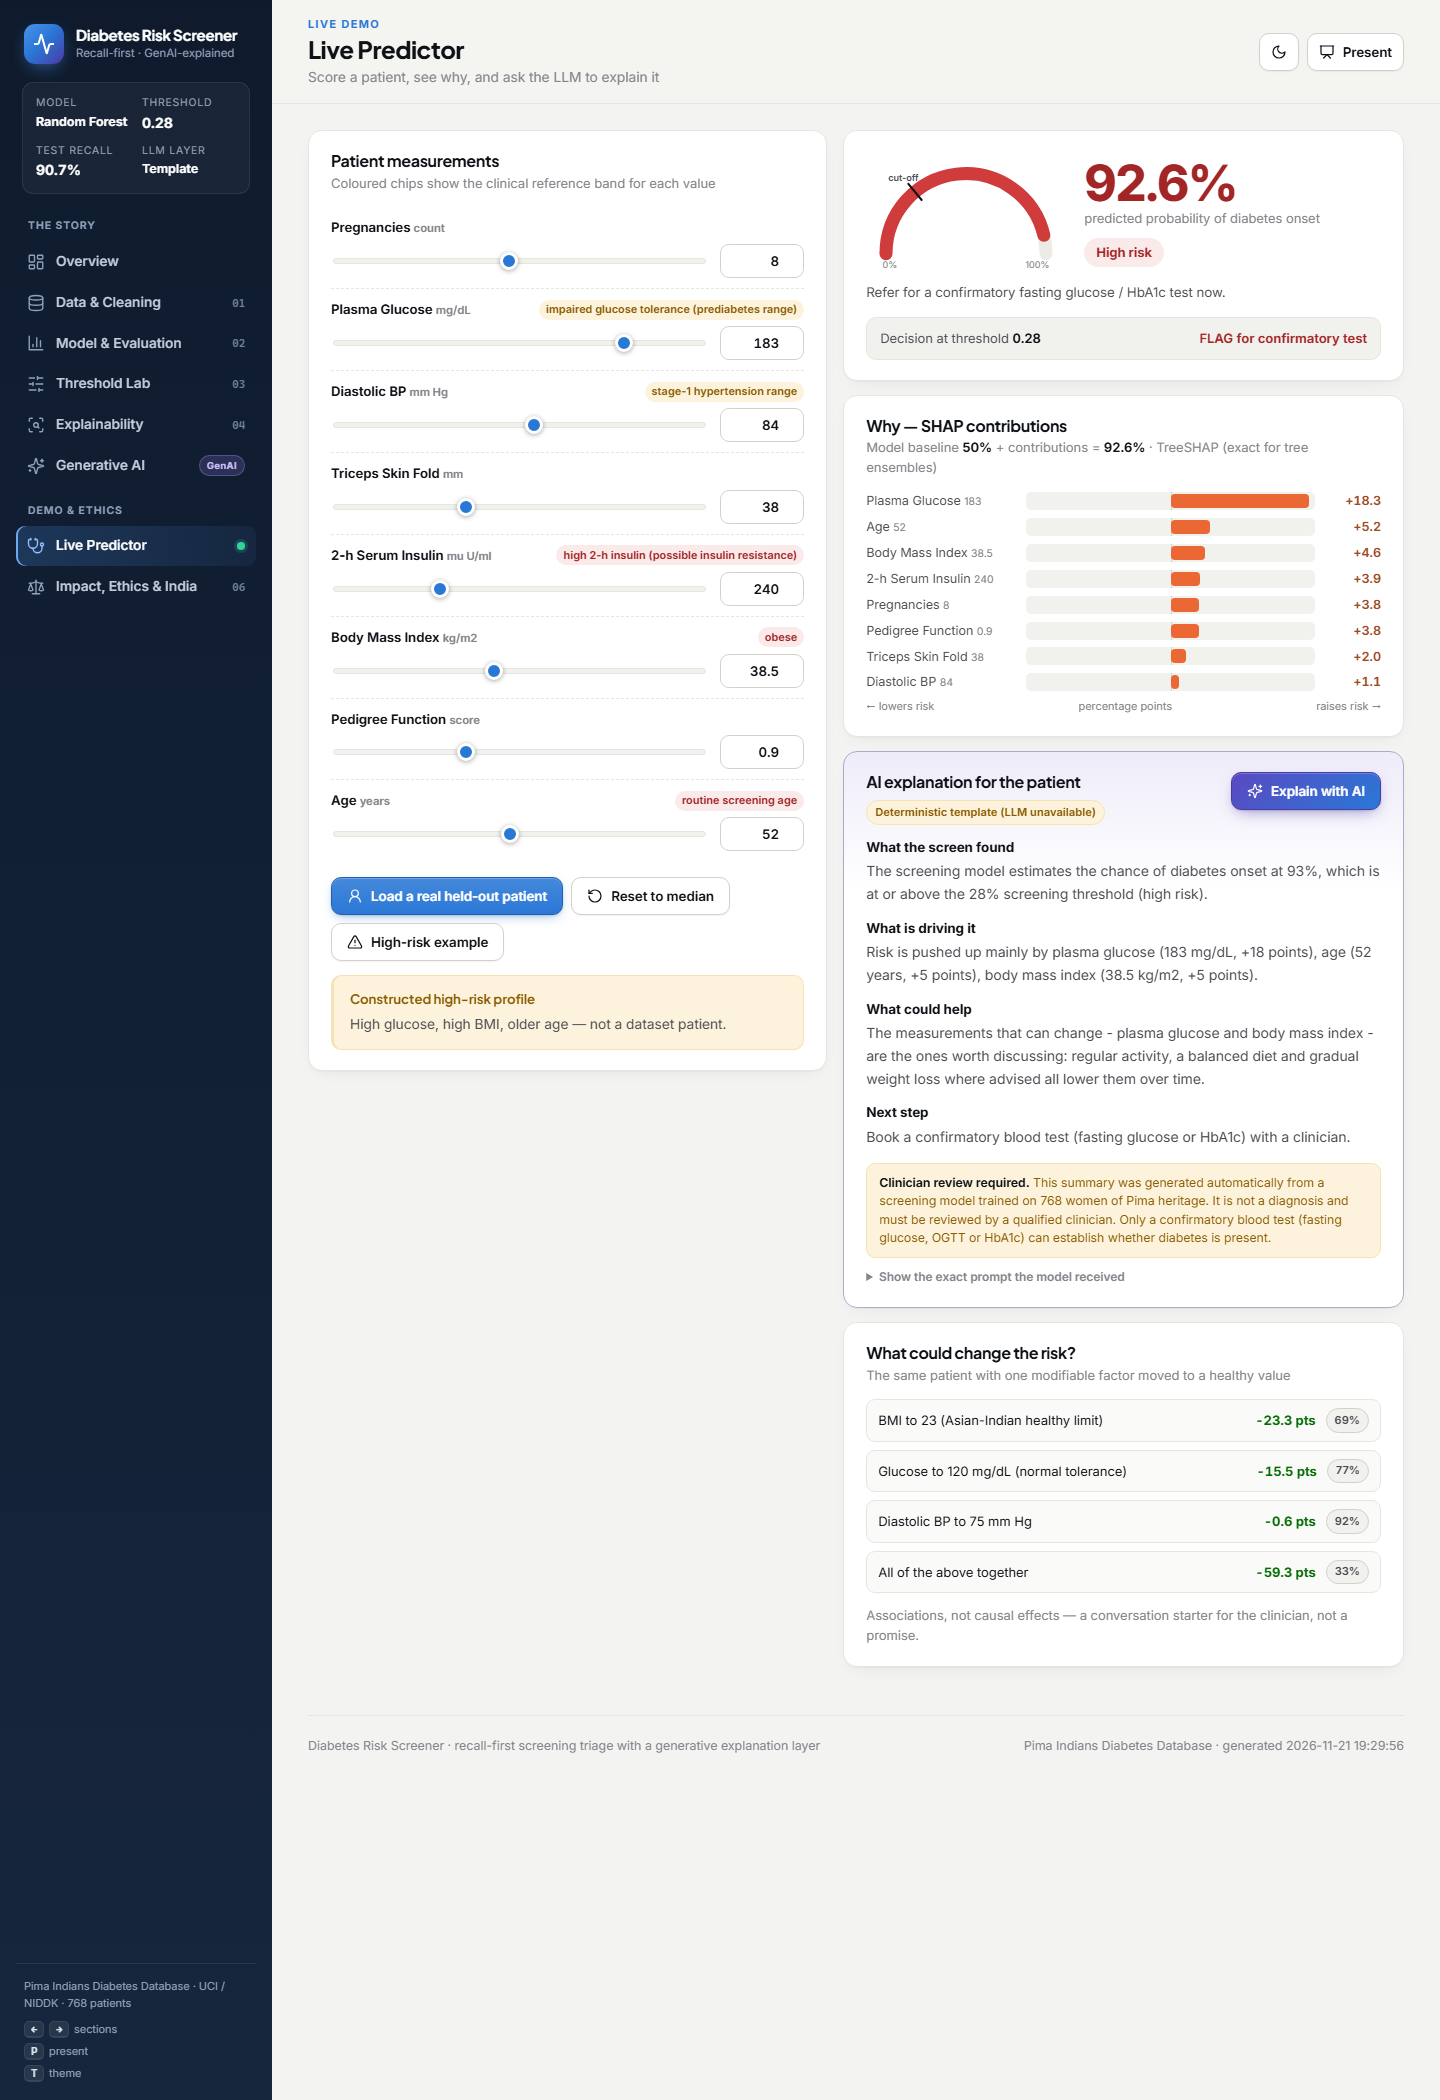 Diabetes Risk Screener
Recall-first · GenAI-explained
MODEL
Random Forest
THRESHOLD
0.28
TEST RECALL
90.7%
LLM LAYER
Template
THE STORY
Overview
Data & Cleaning 01
Model & Evaluation 02
Threshold Lab 03
Explainability 04
Generative AI GenAI
DEMO & ETHICS
Live Predictor
Impact, Ethics & India 06
Pima Indians Diabetes Database · UCI /
NIDDK · 768 patients
← → sections
P present
T theme
LIVE DEMO
Live Predictor
Score a patient, see why, and ask the LLM to explain it
Present
Patient measurements
Coloured chips show the clinical reference band for each value
Pregnancies count
8
Plasma Glucose mg/dL impaired glucose tolerance (prediabetes range)
183
Diastolic BP mm Hg stage-1 hypertension range
84
Triceps Skin Fold mm
38
2-h Serum Insulin mu U/ml high 2-h insulin (possible insulin resistance)
240
Body Mass Index kg/m2 obese
38.5
Pedigree Function score
0.9
Age years routine screening age
52
Load a real held-out patient
Reset to median
High-risk example
Constructed high-risk profile
High glucose, high BMI, older age — not a dataset patient.
cut-off
0% 100%
92.6%
predicted probability of diabetes onset
High risk
Refer for a confirmatory fasting glucose / HbA1c test now.
Decision at threshold 0.28 FLAG for confirmatory test
Why — SHAP contributions
Model baseline 50% + contributions = 92.6% · TreeSHAP (exact for tree
ensembles)
Plasma Glucose 183 +18.3
Age 52 +5.2
Body Mass Index 38.5 +4.6
2-h Serum Insulin 240 +3.9
Pregnancies 8 +3.8
Pedigree Function 0.9 +3.8
Triceps Skin Fold 38 +2.0
Diastolic BP 84 +1.1
← lowers risk percentage points raises risk →
AI explanation for the patient
Explain with AI
Deterministic template (LLM unavailable)
What the screen found
The screening model estimates the chance of diabetes onset at 93%, which is
at or above the 28% screening threshold (high risk).
What is driving it
Risk is pushed up mainly by plasma glucose (183 mg/dL, +18 points), age (52
years, +5 points), body mass index (38.5 kg/m2, +5 points).
What could help
The measurements that can change - plasma glucose and body mass index -
are the ones worth discussing: regular activity, a balanced diet and gradual
weight loss where advised all lower them over time.
Next step
Book a confirmatory blood test (fasting glucose or HbA1c) with a clinician.
Clinician review required. This summary was generated automatically from a
screening model trained on 768 women of Pima heritage. It is not a diagnosis and
must be reviewed by a qualified clinician. Only a confirmatory blood test (fasting
glucose, OGTT or HbA1c) can establish whether diabetes is present.
▶ Show the exact prompt the model received
What could change the risk?
The same patient with one modifiable factor moved to a healthy value
BMI to 23 (Asian-Indian healthy limit) -23.3 pts 69%
Glucose to 120 mg/dL (normal tolerance) -15.5 pts 77%
Diastolic BP to 75 mm Hg -0.6 pts 92%
All of the above together -59.3 pts 33%
Associations, not causal effects — a conversation starter for the clinician, not a
promise.
Diabetes Risk Screener · recall-first screening triage with a generative explanation layer
Pima Indians Diabetes Database · generated 2026-11-21 19:29:56